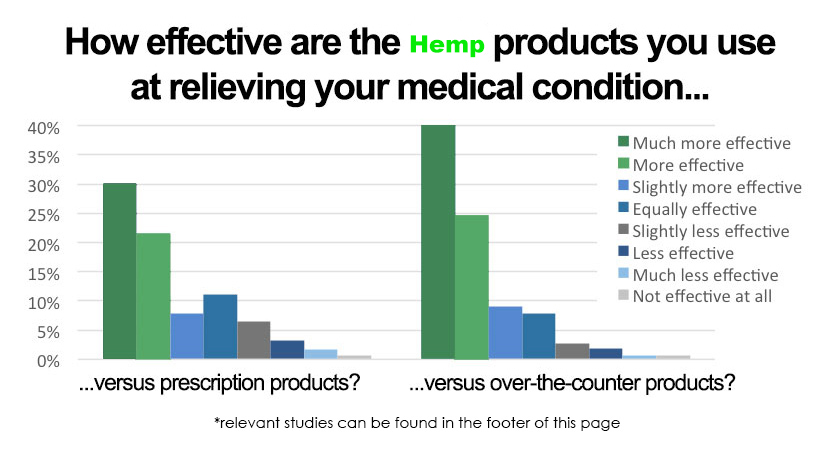 How effective are the Hemp products you use
at relieving your medical condition...
40%
35%
30%
25%
20%
15%
10%
5%
0%
Much more effective
More effective
Slightly more effective
Equally effective
Slightly less effective
Less effective
Much less effective
Not effective at all
...versus prescription products?
...versus over-the-counter products?
*relevant studies can be found in the footer of this page